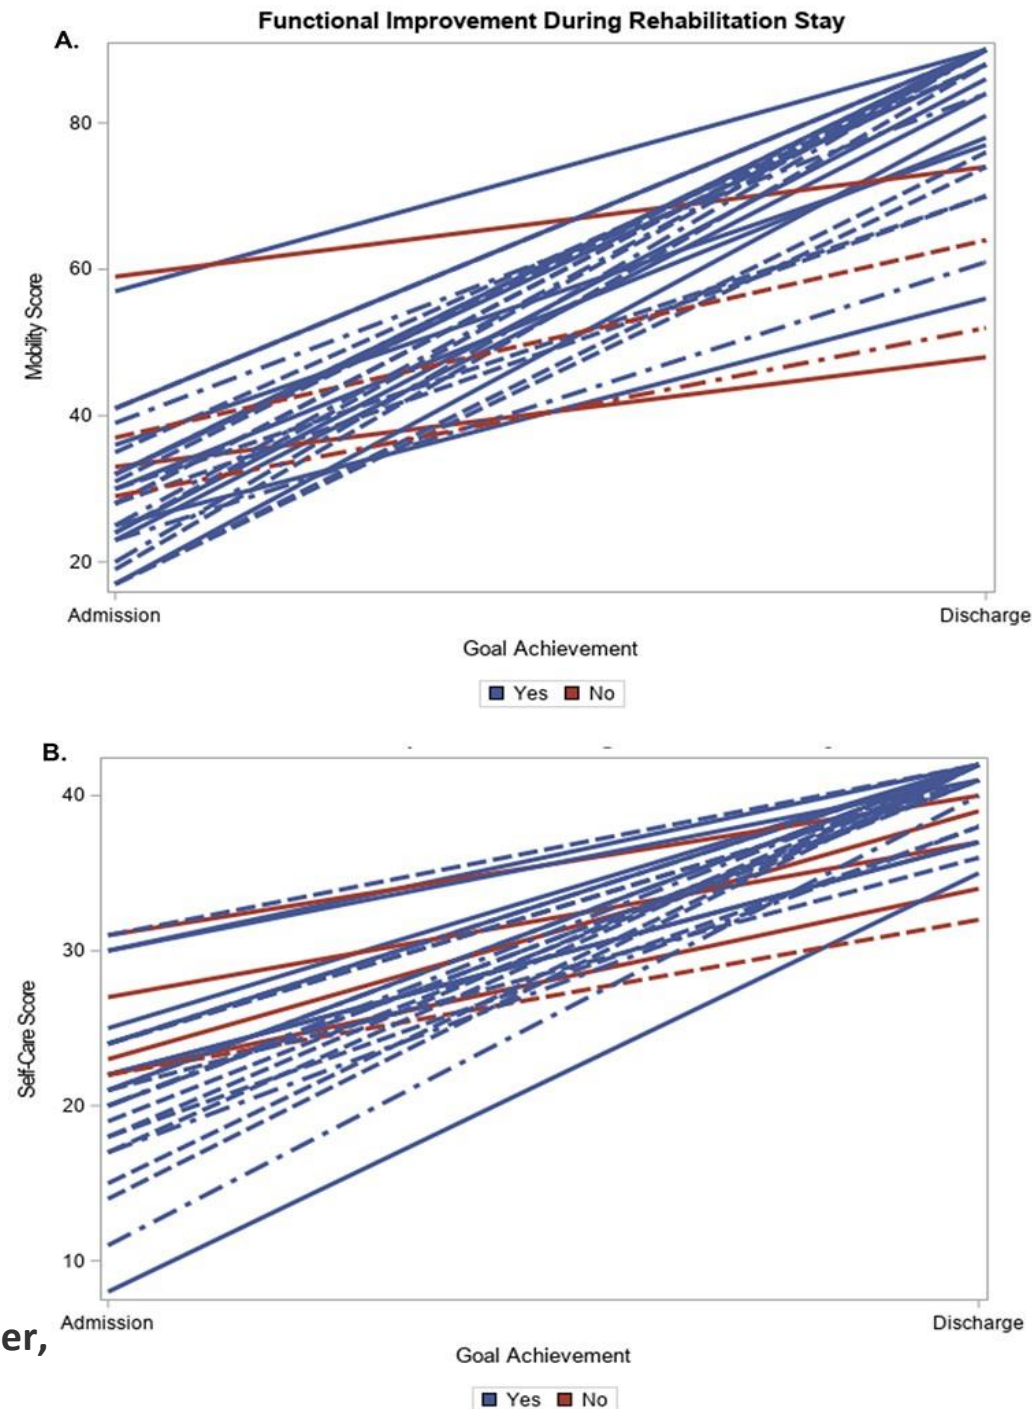 Functional Improvement During Rehabilitation Stay
A.
80
60
40
20
Mobility Score
Admission Discharge
Goal Achievement
Yes No
B.
40
30
20
10
Self-Care Score
Admission Discharge
er,
Goal Achievement
Yes No